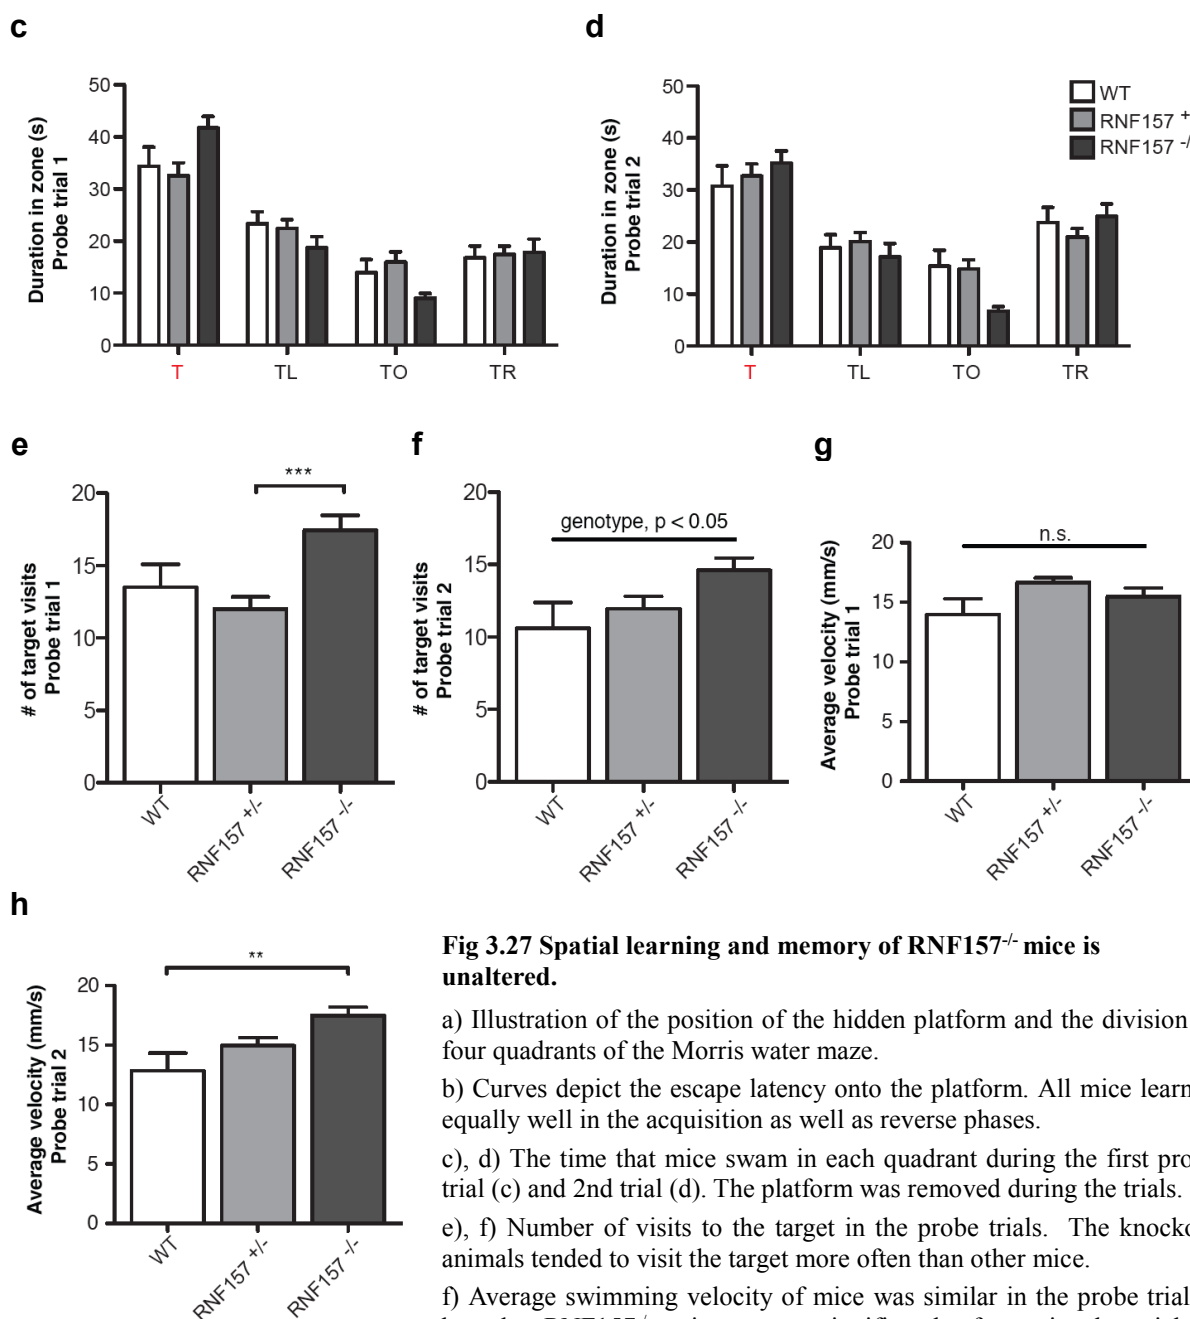 c
d
50
40
30
20
10
0
Duration in zone (s)
Probe trial 1
T
TL
TO
TR
50
40
30
20
10
0
Duration in zone (s)
Probe trial 2
T
TL
TO
TR
WT
RNF157 +
RNF157 -/
e
f
g
***
20
15
10
5
0
# of target visits
Probe trial 1
WT
RNF157 +/-
RNF157 -/-
genotype, p < 0.05
20
15
10
5
0
# of target visits
Probe trial 2
WT
RNF157 +/-
RNF157 -/-
n.s.
20
15
10
5
0
Average velocity (mm/s)
Probe trial 1
WT
RNF157 +/-
RNF157 -/-
h
**
20
15
10
5
0
Average velocity (mm/s)
Probe trial 2
WT
RNF157 +/-
RNF157 -/-
Fig 3.27 Spatial learning and memory of RNF157-/- mice is
unaltered.
a) Illustration of the position of the hidden platform and the division
four quadrants of the Morris water maze.
b) Curves depict the escape latency onto the platform. All mice learn
equally well in the acquisition as well as reverse phases.
c), d) The time that mice swam in each quadrant during the first pro
trial (c) and 2nd trial (d). The platform was removed during the trials.
e), f) Number of visits to the target in the probe trials. The knocko
animals tended to visit the target more often than other mice.
f) Average swimming velocity of mice was similar in the probe trial